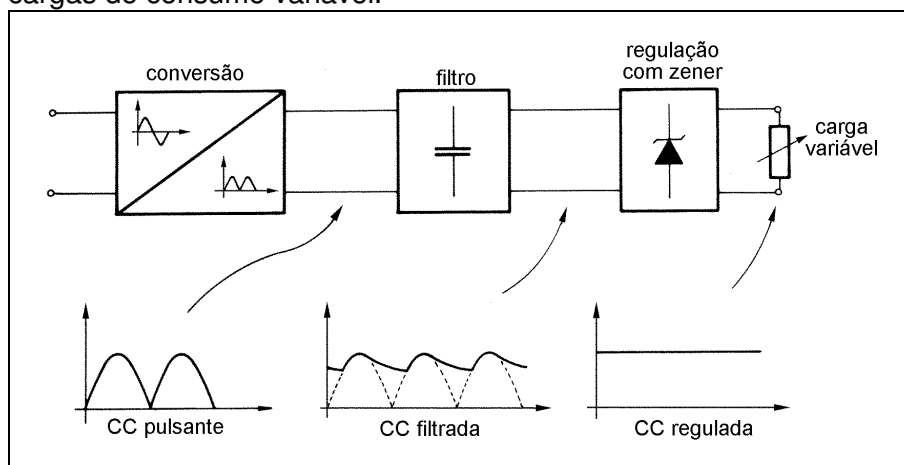 cargas de consumo variável.
conversão
filtro
regulação
com zener
carga
variável
CC pulsante
CC filtrada
CC regulada